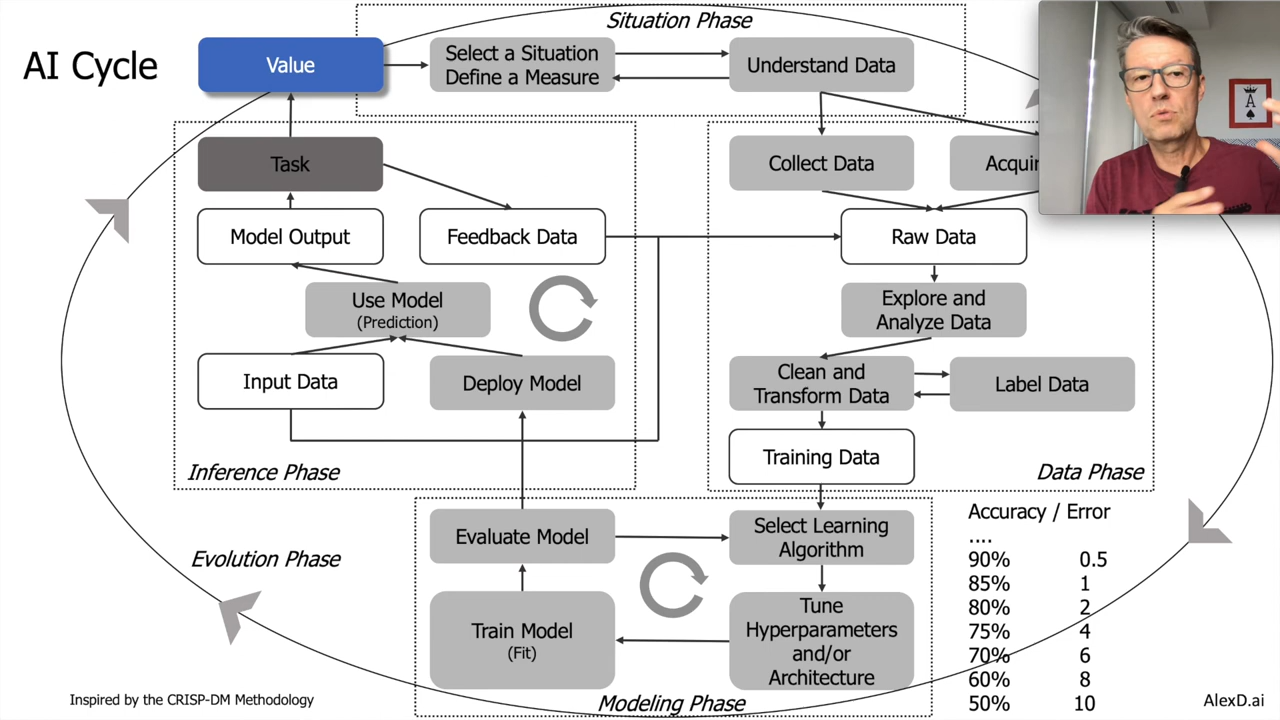 AI Cycle
Situation Phase
Value
Select a Situation
Define a Measure
Understand Data
Task
Collect Data
A
Model Output
Feedback Data
Raw Data
Use Model
(Prediction)
Explore and
Analyze Data
Input Data
Deploy Model
Clean and
Transform Data
Label Data
Training Data
Inference Phase
Data Phase
Evaluate Model
Select Learning
Algorithm
Evolution Phase
Train Model
(Fit)
Tune
Hyperparameters
and/or
Architecture
Modeling Phase
Accuracy / Error
....
90% 0.5
85% 1
80% 2
75% 4
70% 6
60% 8
50% 10
Inspired by the CRISP-DM Methodology
AlexD.ai